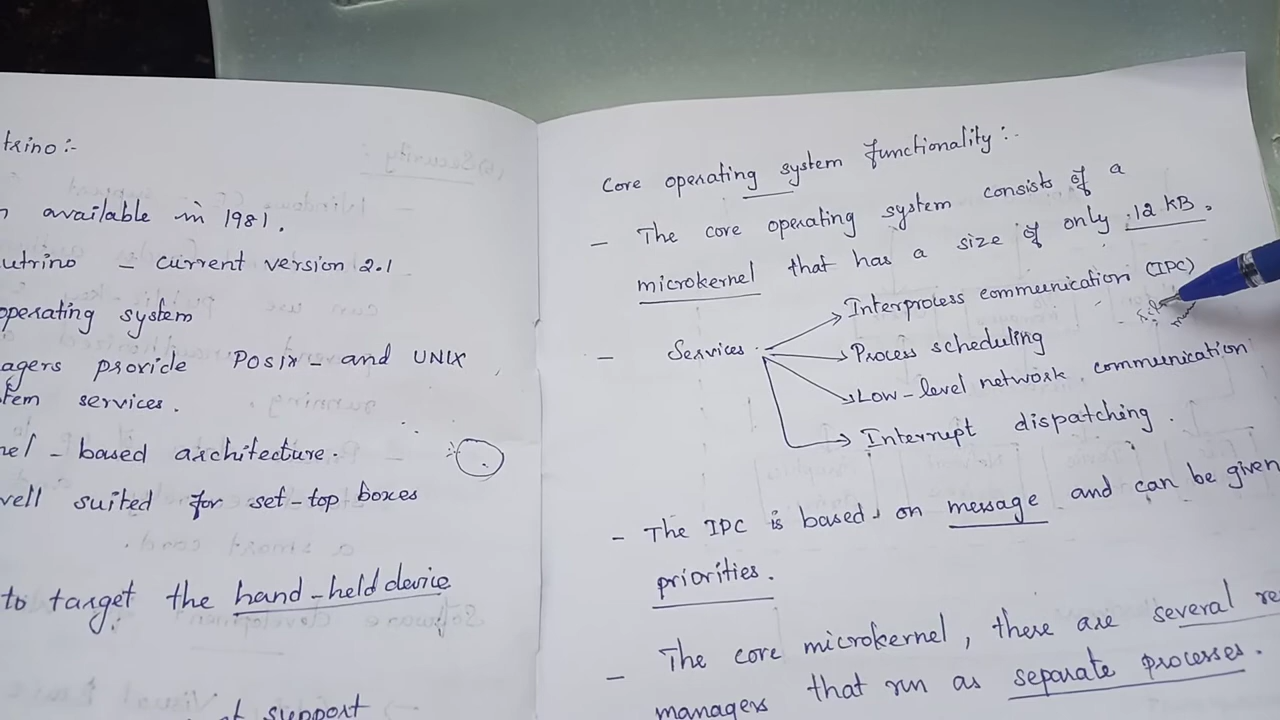 trino :-
available in 1981.
utrino - current version 2.1
operating system
agers provide Posix- and UNIX
tem services.
nel - based architecture.
well suited for set-top boxes
to target the hand-held device
support
Core operating system functionality :-
- The core operating system consists of a
microkernel that has a size of only 12 KB.
- Services
Interprocess communication (IPC)
Process scheduling
Low-level network communication
Interrupt dispatching.
- The IPC is based on message and can be given
priorities.
- The core microkernel, there are several re
managers that run as separate processes.